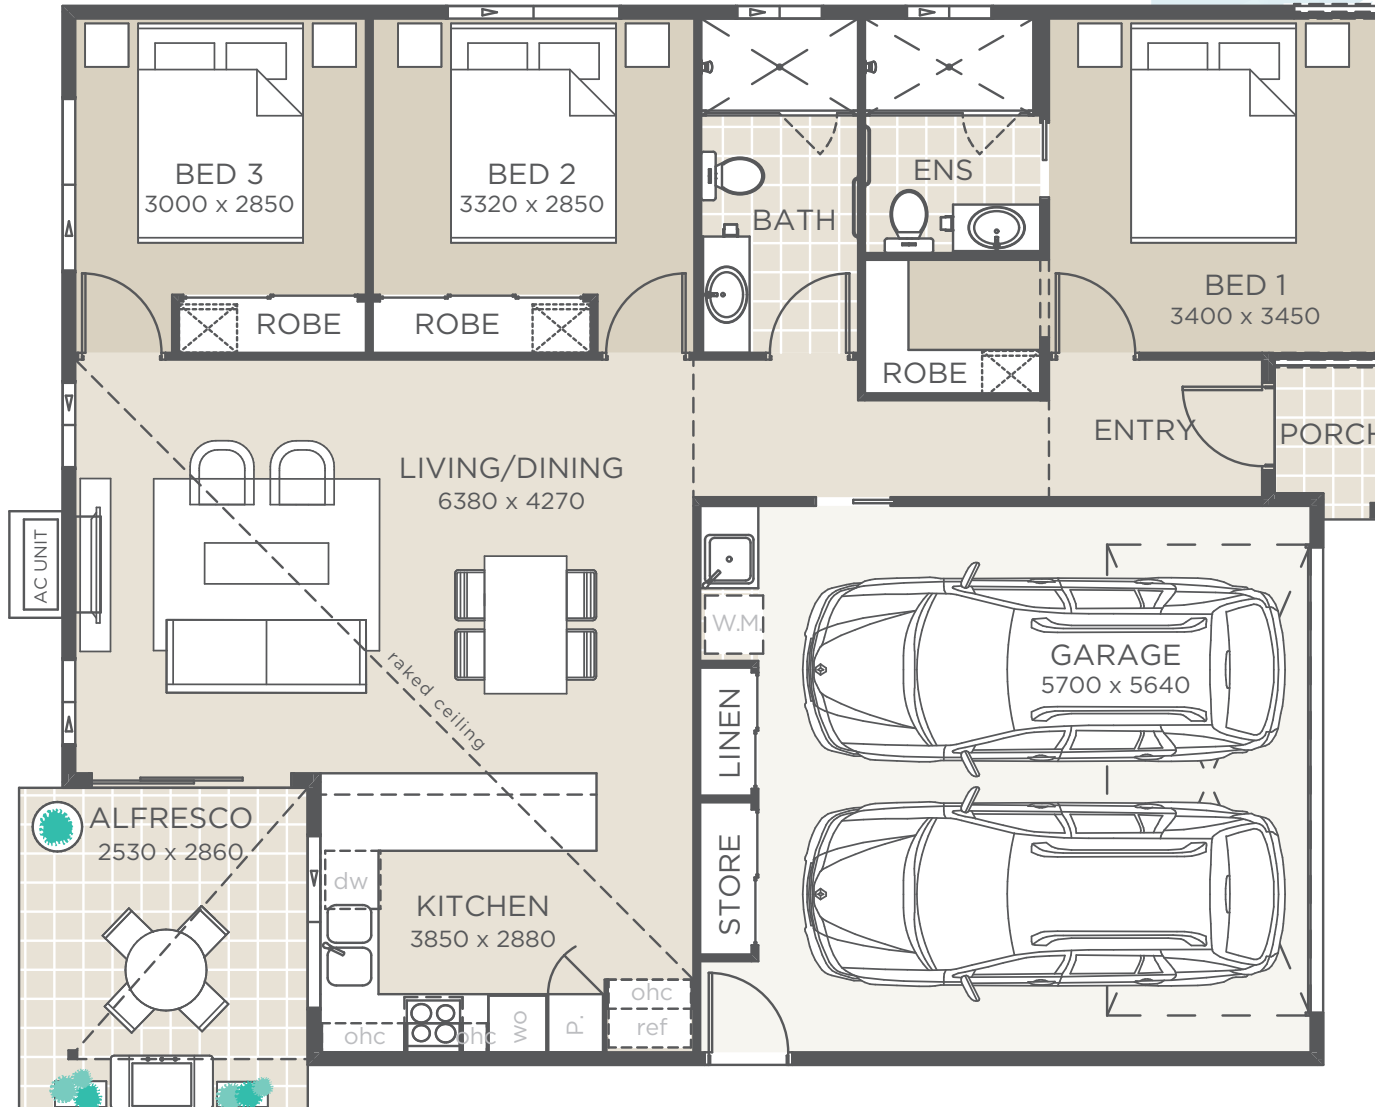 BED 3
3000 x 2850
BED 2
3320 x 2850
BATH
ENS
BED 1
3400 x 3450
ROBE
ROBE
ROBE
ENTRY
PORCH
LIVING/DINING
6380 x 4270
AC UNIT
raked ceiling
W.M.
LINEN
STORE
GARAGE
5700 x 5640
ALFRESCO
2530 x 2860
dw
KITCHEN
3850 x 2880
ohc
ohc
wo
P.
ohc
ref